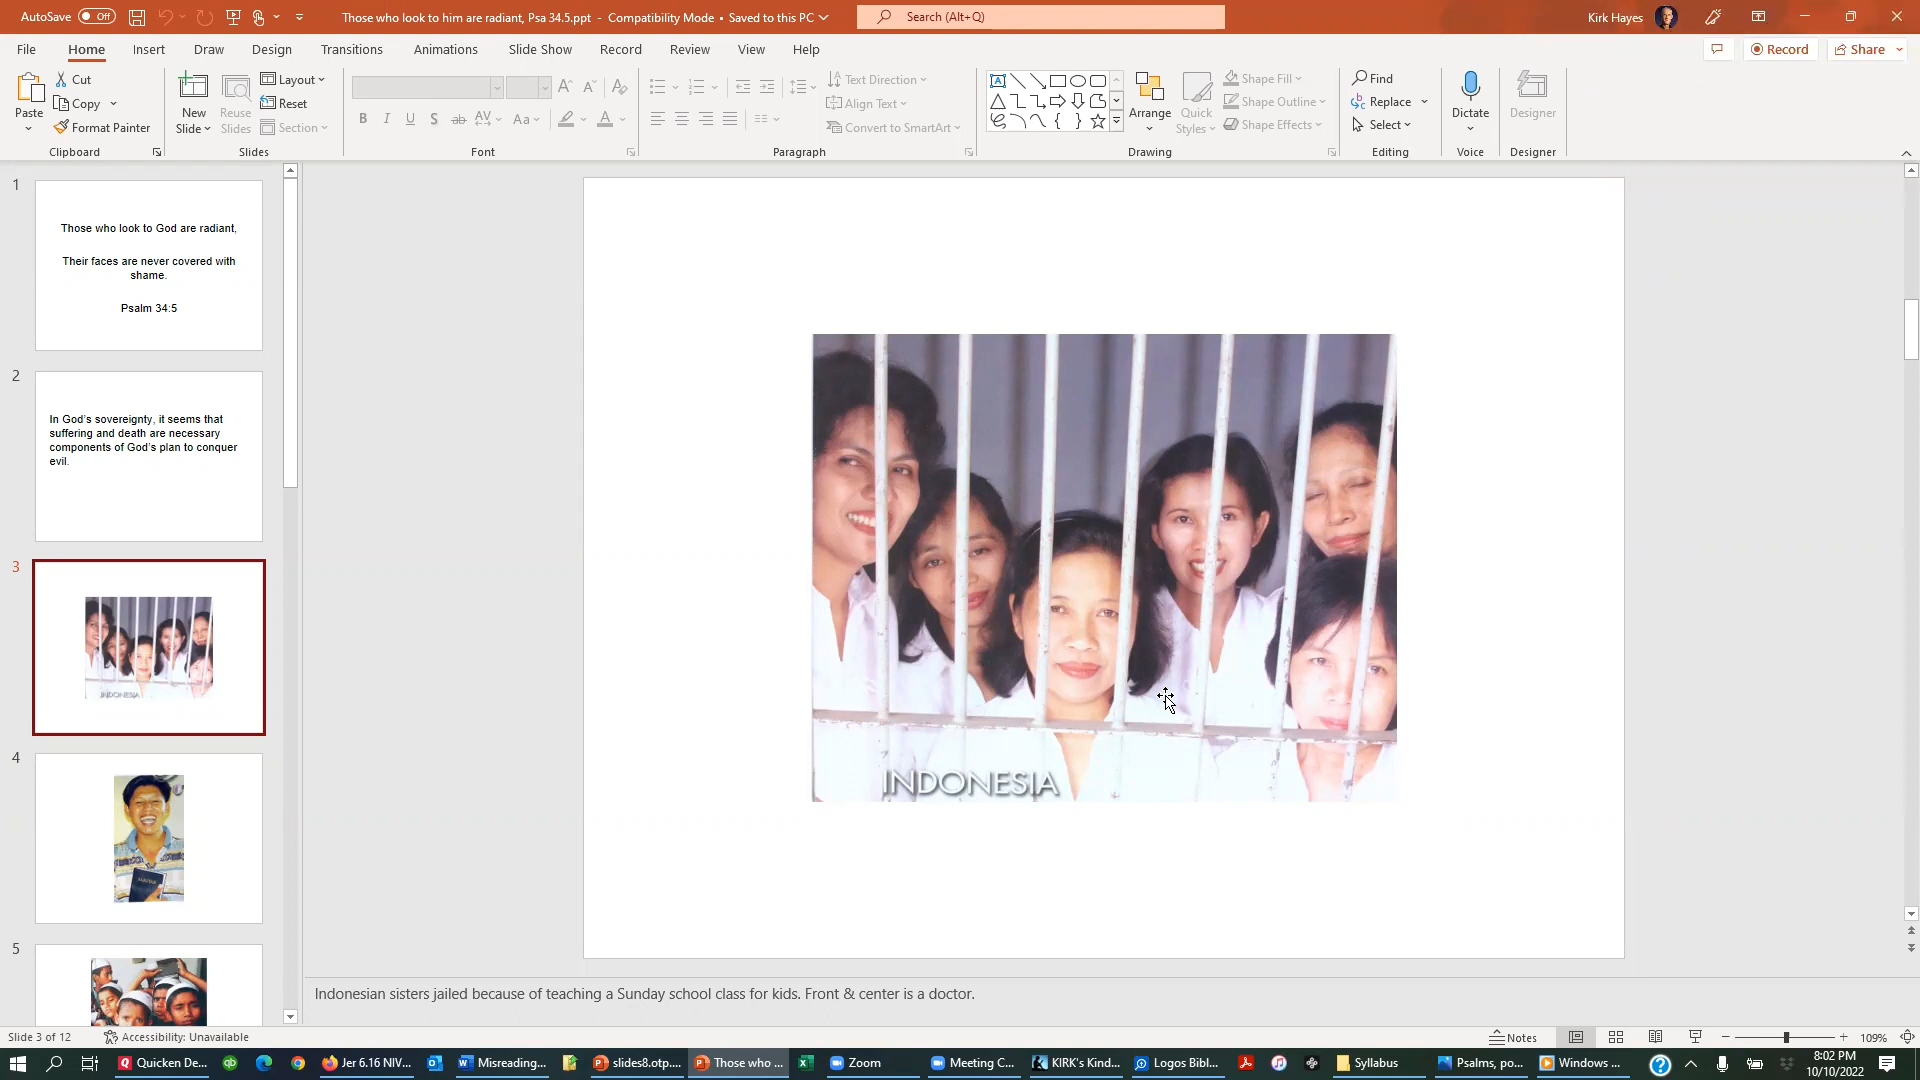 AutoSave Off
Those who look to him are radiant, Psa 34.5.ppt - Compatibility Mode • Saved to this PC
Search (Alt+Q)
Kirk Hayes
File Home Insert Draw Design Transitions Animations Slide Show Record Review View Help
Record
Share
Paste
Cut
Copy
Format Painter
Clipboard
New Slide
Reuse Slides
Layout
Reset
Section
Slides
Font
Text Direction
Align Text
Convert to SmartArt
Paragraph
Arrange
Quick Styles
Shape Fill
Shape Outline
Shape Effects
Drawing
Find
Replace
Select
Editing
Dictate
Voice
Designer
Designer
1
Those who look to God are radiant,
Their faces are never covered with
shame.
Psalm 34:5
2
In God's sovereignty, it seems that
suffering and death are necessary
components of God's plan to conquer
evil.
3
INDONESIA
4
5
INDONESIA
Indonesian sisters jailed because of teaching a Sunday school class for kids. Front & center is a doctor.
Slide 3 of 12
Accessibility: Unavailable
Notes
109%
Quicken De...
Jer 6.16 NIV...
Misreading...
slides8.otp....
Those who ...
Zoom
Meeting C...
KIRK's Kind...
Logos Bibl...
Syllabus
Psalms, po...
Windows ...
8:02 PM
10/10/2022